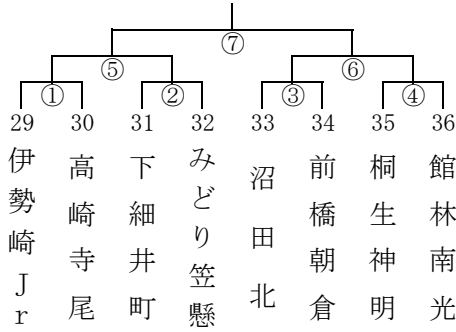 ⑦
⑤ ⑥
① ② ③ ④
29 30 31 32 33 34 35 36
伊勢崎Jr
高崎寺尾
下細井町
みどり笠懸
沼田北
前橋朝倉
桐生神明
館林南光